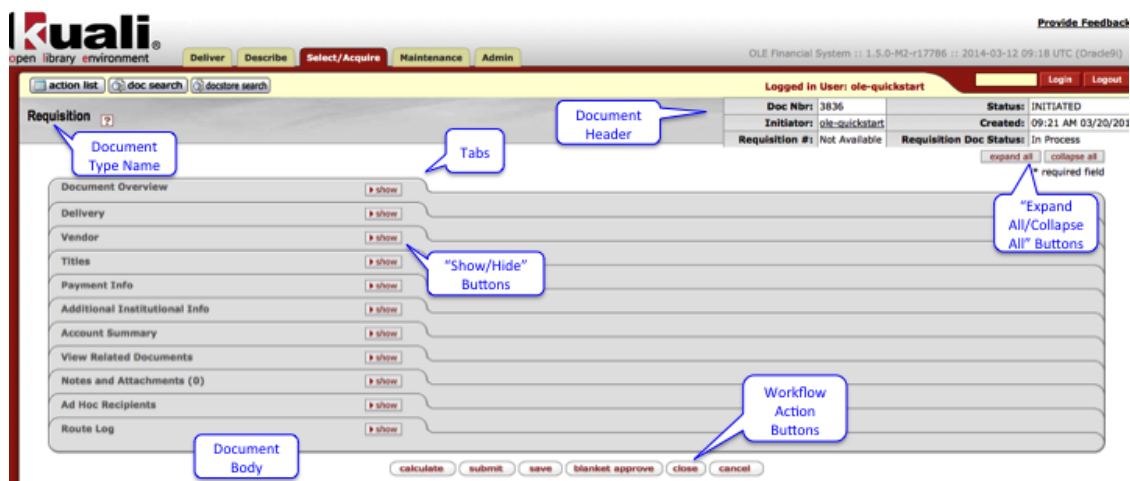 Provide Feedback
kuali®
open library environment
Deliver Describe Select/Acquire Maintenance Admin
OLE Financial System :: 1.5.0-M2-r17786 :: 2014-03-12 09:18 UTC (Oracle9i)
action list doc search docstore search
Logged in User: ole-quickstart
Login Logout
Requisition ?
Document Type Name
Document Header
Doc Nbr: 3836 Status: INITIATED
Initiator: ole-quickstart Created: 09:21 AM 03/20/201
Requisition #: Not Available Requisition Doc Status: In Process
expand all collapse all
* required field
Tabs
"Expand
All/Collapse
All" Buttons
Document Overview show
Delivery show
Vendor show
"Show/Hide"
Buttons
Titles show
Payment Info show
Additional Institutional Info show
Account Summary show
View Related Documents show
Notes and Attachments (0) show
Ad Hoc Recipients show
Route Log show
Workflow
Action
Buttons
Document
Body
calculate submit save blanket approve close cancel